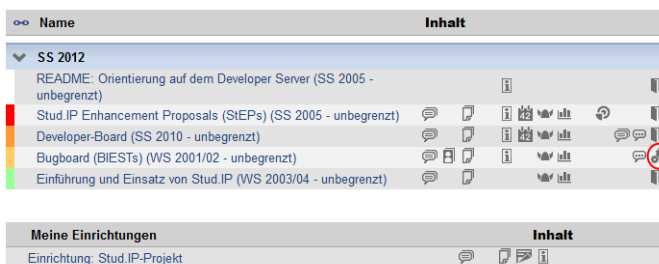 Name Inhalt
SS 2012
README: Orientierung auf dem Developer Server (SS 2005 -
unbegrenzt)
Stud.IP Enhancement Proposals (StEPs) (SS 2005 - unbegrenzt) 42
Developer-Board (SS 2010 - unbegrenzt) 42
Bugboard (BIESTs) (WS 2001/02 - unbegrenzt)
Einführung und Einsatz von Stud.IP (WS 2003/04 - unbegrenzt)
Meine Einrichtungen Inhalt
Einrichtung: Stud.IP-Projekt